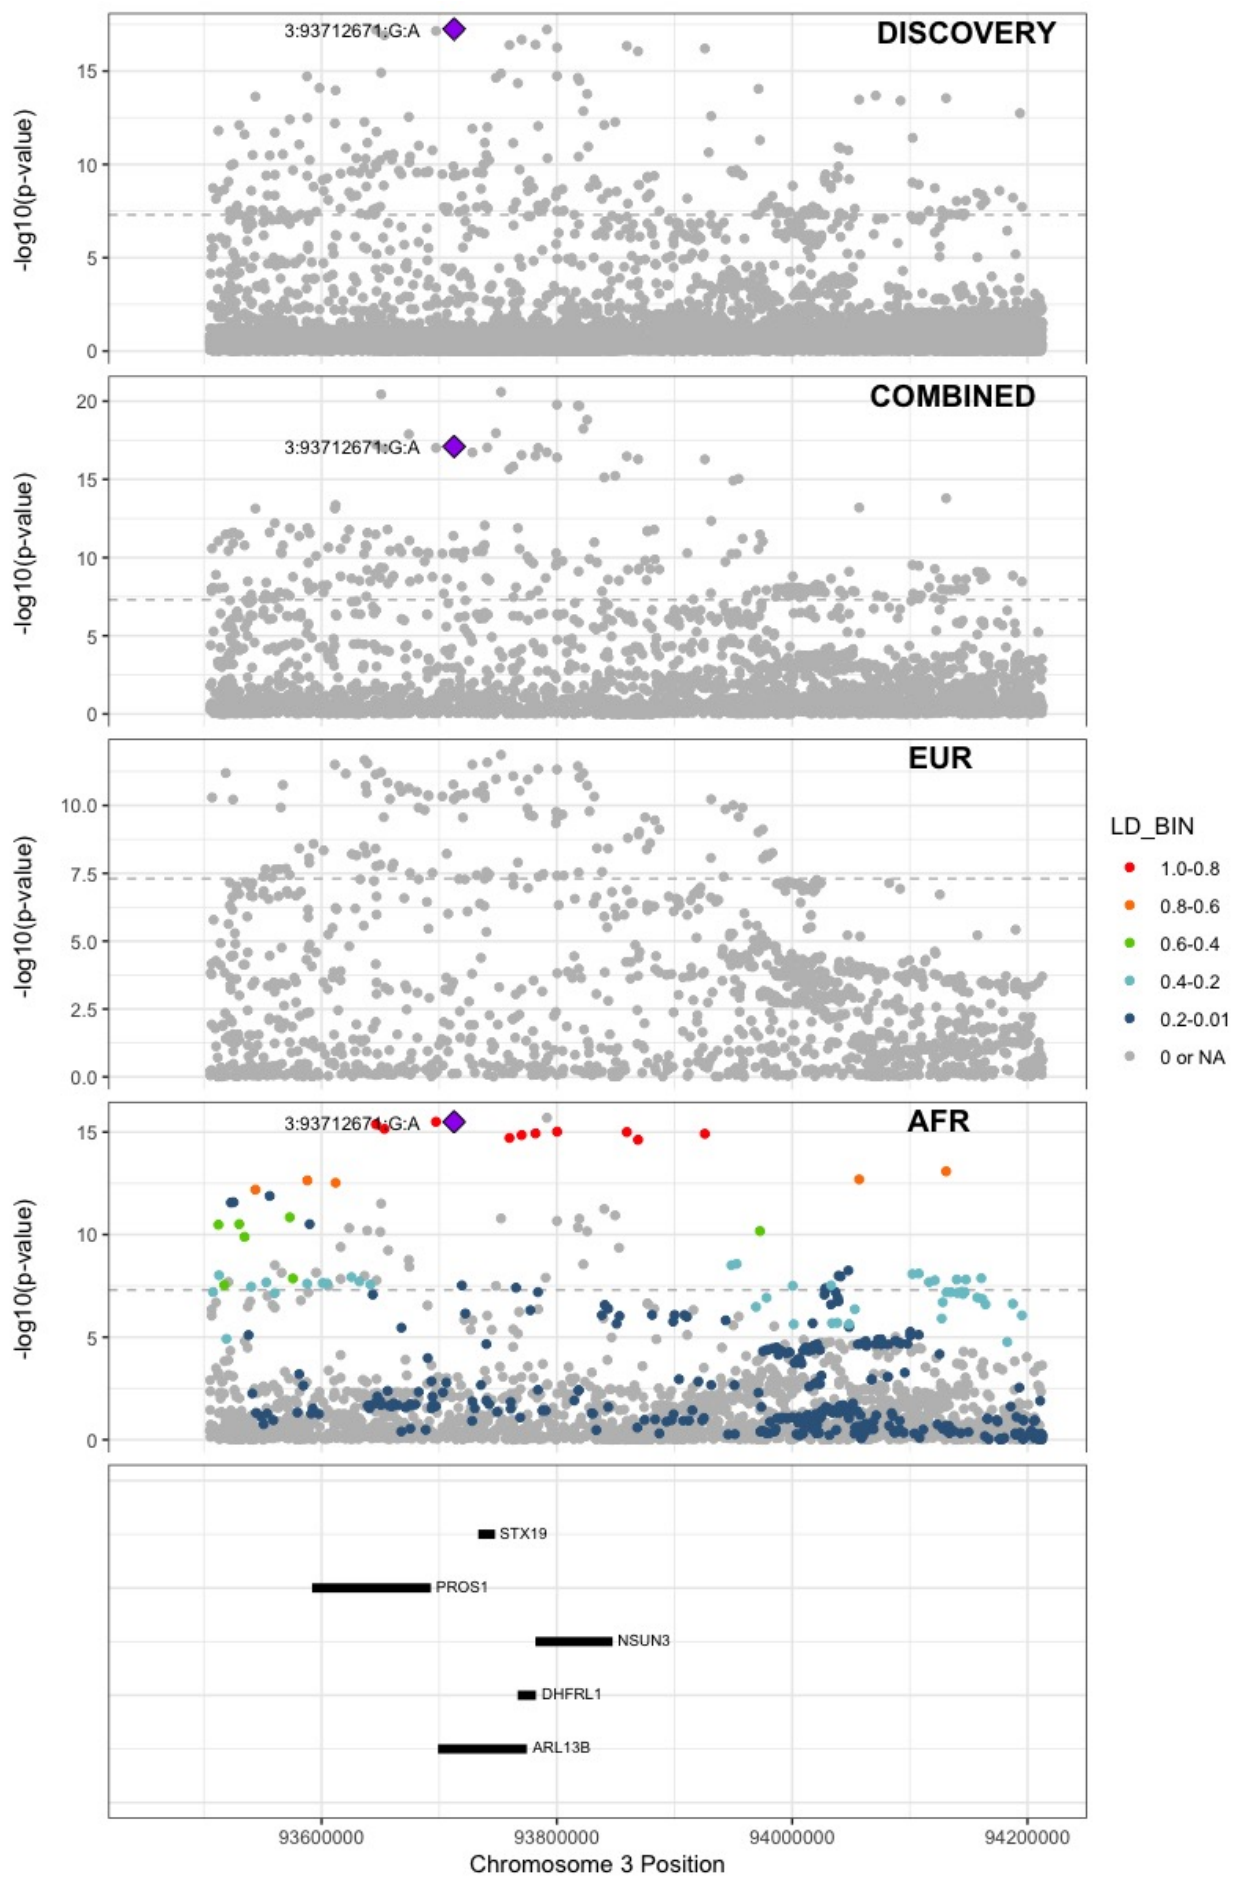 DISCOVERY
3:93712671:G:A
-log10(p-value)
15
10
5
0
COMBINED
3:93712671:G:A
-log10(p-value)
20
15
10
5
0
EUR
-log10(p-value)
10.0
7.5
5.0
2.5
0.0
AFR
3:93712671:G:A
-log10(p-value)
15
10
5
0
STX19
PROS1
NSUN3
DHFRL1
ARL13B
93600000 93800000 94000000 94200000
Chromosome 3 Position
LD_BIN
1.0-0.8
0.8-0.6
0.6-0.4
0.4-0.2
0.2-0.01
0 or NA